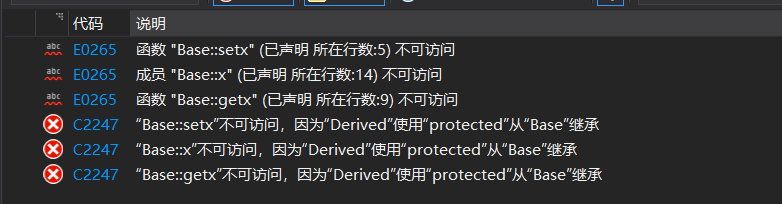 代码 说明
abc E0265 函数 "Base::setx" (已声明 所在行数:5) 不可访问
abc E0265 成员 "Base::x" (已声明 所在行数:14) 不可访问
abc E0265 函数 "Base::getx" (已声明 所在行数:9) 不可访问
C2247 “Base::setx”不可访问，因为“Derived”使用“protected”从“Base”继承
C2247 “Base::x”不可访问，因为“Derived”使用“protected”从“Base”继承
C2247 “Base::getx”不可访问，因为“Derived”使用“protected”从“Base”继承